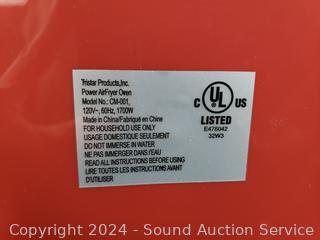 Tristar Products,Inc.
Power AirFryer Oven
Model No.: CM-001,
120V~, 60Hz, 1700W
Made in China/Fabriqué en Chine
FOR HOUSEHOLD USE ONLY
USAGE DOMESTIQUE SEULEMENT
DO NOT IMMERSE IN WATER
NE PAS IMMERGER DANS L'EAU
READ ALL INSTRUCTIONS BEFORE USING
LIRE TOUTES LES INSTRUCTIONS AVANT
D'UTILISER
C UL US
LISTED
E476042
32W3
Copyright 2024 - Sound Auction Service